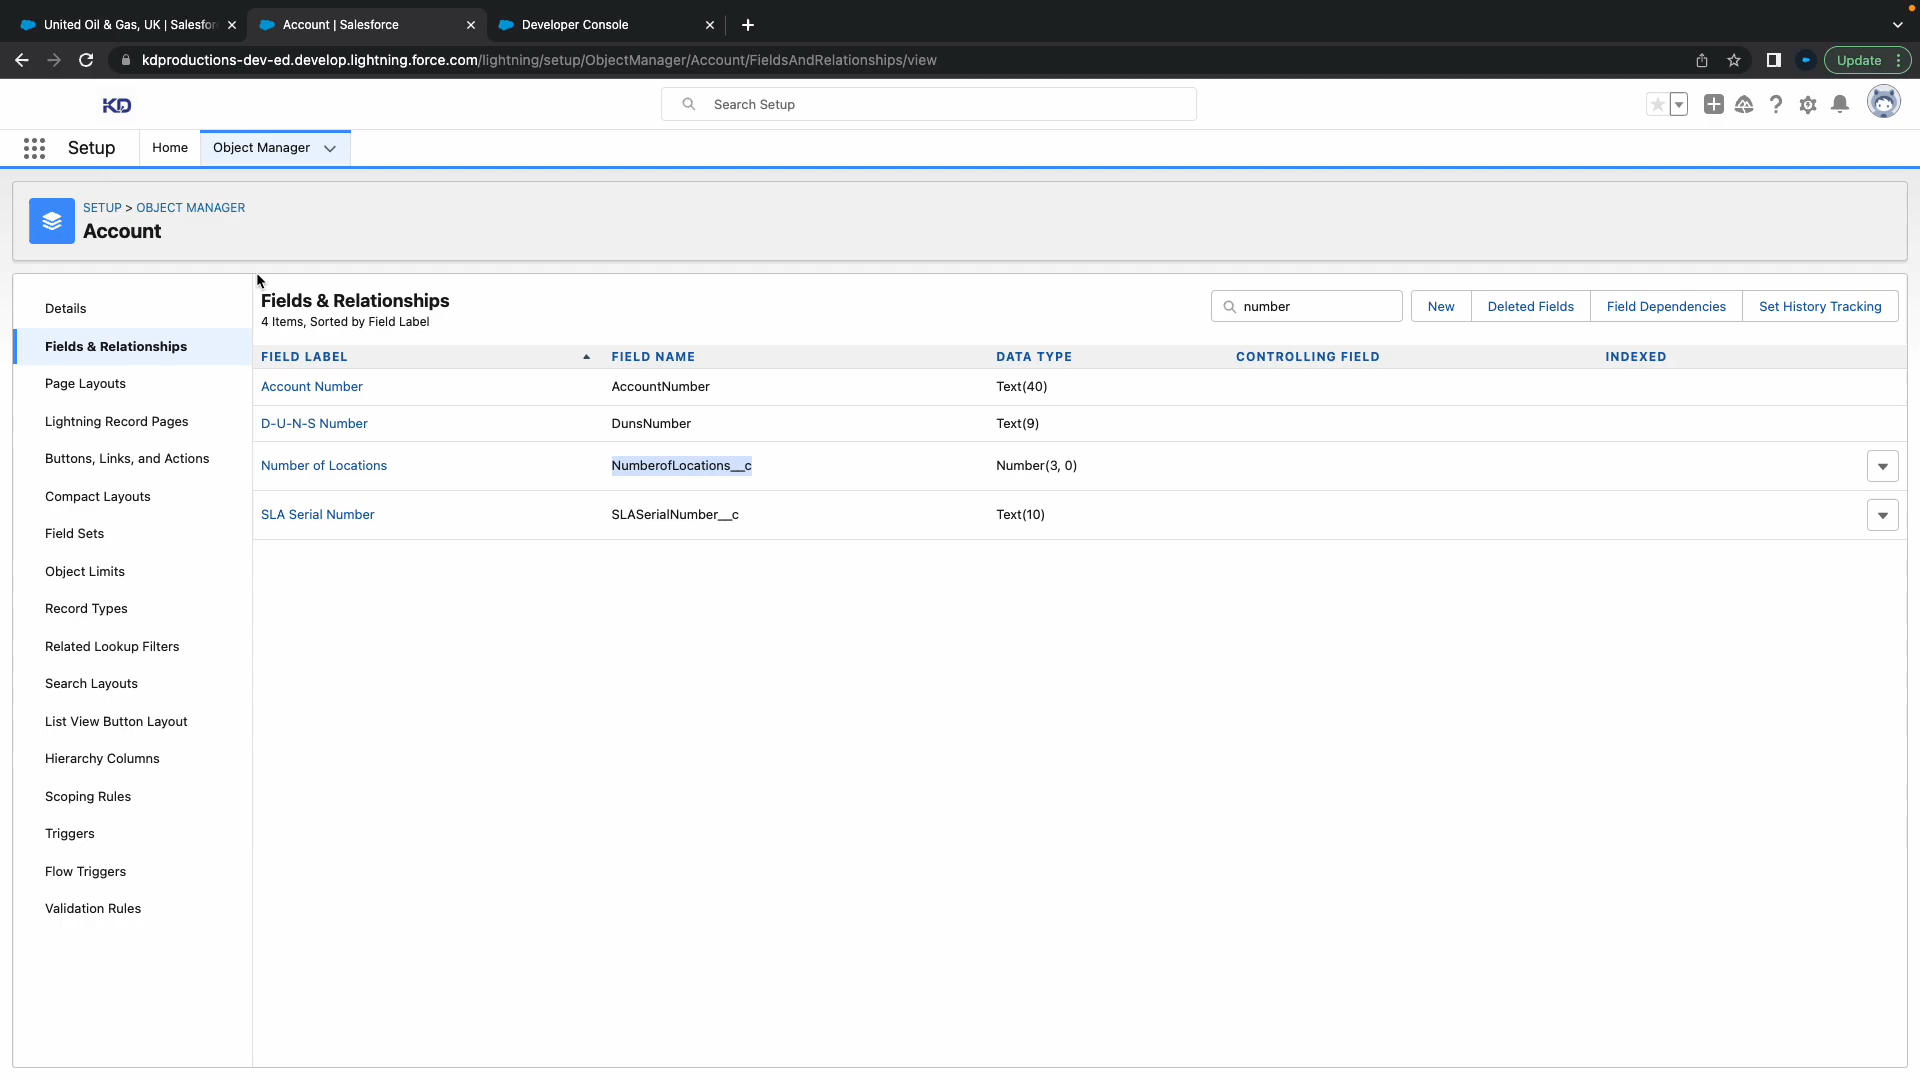 United Oil & Gas, UK | Salesfor
Account | Salesforce
Developer Console
kdproductions-dev-ed.develop.lightning.force.com/lightning/setup/ObjectManager/Account/FieldsAndRelationships/view
Update
KD
Search Setup
Setup
Home
Object Manager
SETUP > OBJECT MANAGER
Account
Details
Fields & Relationships
Page Layouts
Lightning Record Pages
Buttons, Links, and Actions
Compact Layouts
Field Sets
Object Limits
Record Types
Related Lookup Filters
Search Layouts
List View Button Layout
Hierarchy Columns
Scoping Rules
Triggers
Flow Triggers
Validation Rules
Fields & Relationships
4 Items, Sorted by Field Label
number
New
Deleted Fields
Field Dependencies
Set History Tracking
FIELD LABEL FIELD NAME DATA TYPE CONTROLLING FIELD INDEXED
Account Number AccountNumber Text(40)
D-U-N-S Number DunsNumber Text(9)
Number of Locations NumberofLocations__c Number(3, 0)
SLA Serial Number SLASerialNumber__c Text(10)